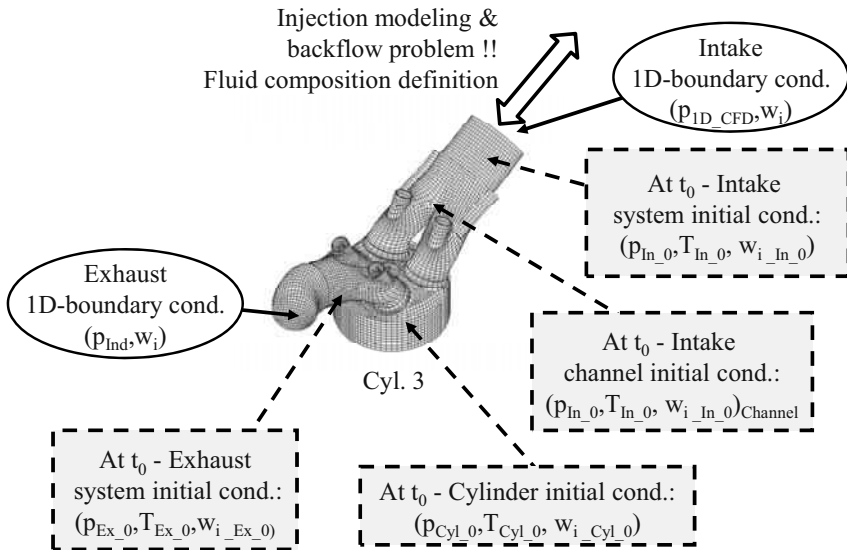 Injection modeling &
backflow problem !!
Fluid composition definition
Intake
1D-boundary cond.
(p1D_CFD,wi)
At t0 - Intake
system initial cond.:
(pIn_0,TIn_0, wi_In_0)
Exhaust
1D-boundary cond.
(pInd,wi)
Cyl. 3
At t0 - Intake
channel initial cond.:
(pIn_0,TIn_0, wi_In_0)Channel
At t0 - Exhaust
system initial cond.:
(pEx_0,TEx_0,wi_Ex_0)
At t0 - Cylinder initial cond.:
(pCyl_0,TCyl_0, wi_Cyl_0)